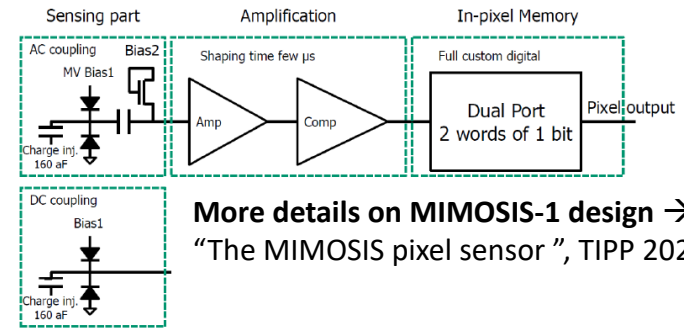 Sensing part
Amplification
In-pixel Memory
AC coupling
Bias2
MV Bias1
Charge inj.
160 aF
Shaping time few µs
Amp
Comp
Full custom digital
Dual Port
2 words of 1 bit
Pixel output
DC coupling
Bias1
Charge inj.
160 aF
More details on MIMOSIS-1 design →
“The MIMOSIS pixel sensor ”, TIPP 202